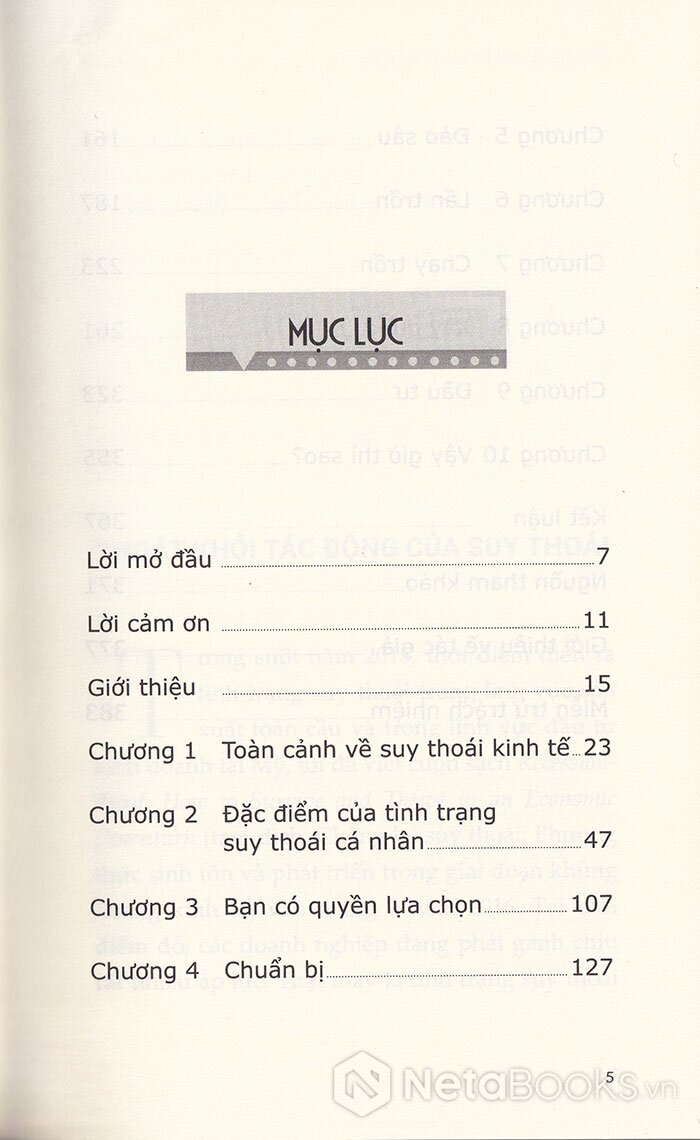 MỤC LỤC
Lời mở đầu 7
Lời cảm ơn 11
Giới thiệu 15
Chương 1 Toàn cảnh về suy thoái kinh tế 23
Chương 2 Đặc điểm của tình trạng
suy thoái cá nhân 47
Chương 3 Bạn có quyền lựa chọn 107
Chương 4 Chuẩn bị 127
5
NetaBooks.vn